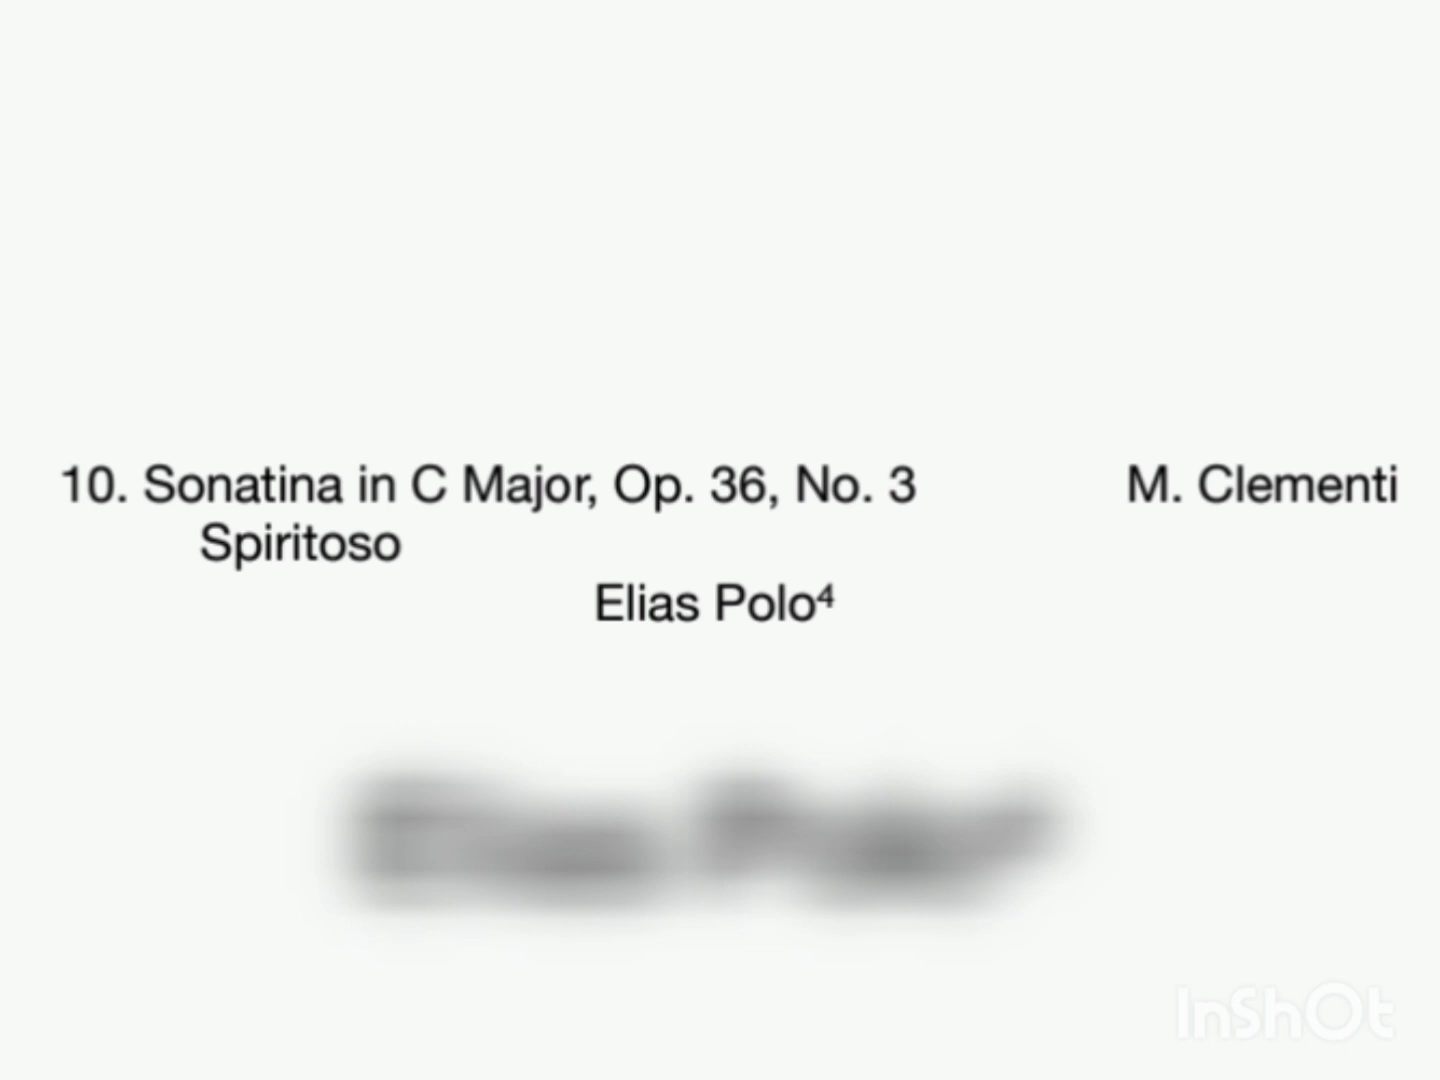 10. Sonatina in C Major, Op. 36, No. 3 M. Clementi
Spiritoso
Elias Polo⁴
InShOt